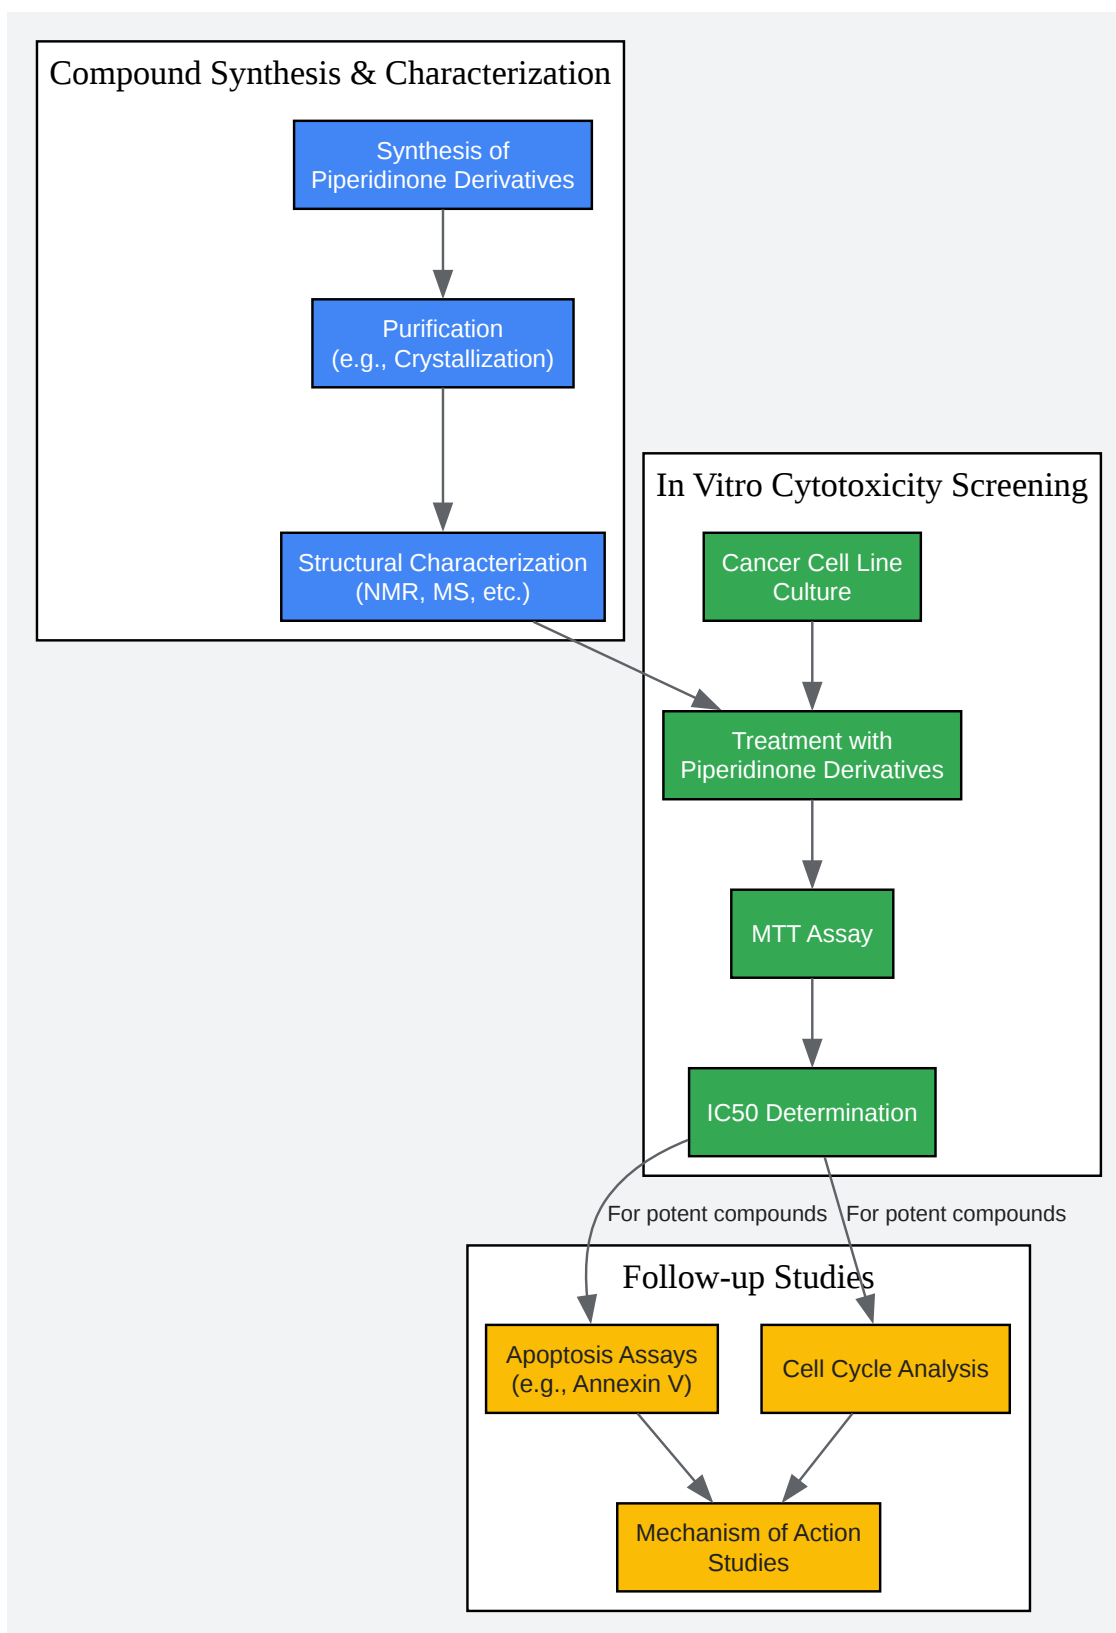 Compound Synthesis & Characterization
Synthesis of
Piperidinone Derivatives
Purification
(e.g., Crystallization)
Structural Characterization
(NMR, MS, etc.)
In Vitro Cytotoxicity Screening
Cancer Cell Line
Culture
Treatment with
Piperidinone Derivatives
MTT Assay
IC50 Determination
For potent compounds
For potent compounds
Follow-up Studies
Apoptosis Assays
(e.g., Annexin V)
Cell Cycle Analysis
Mechanism of Action
Studies